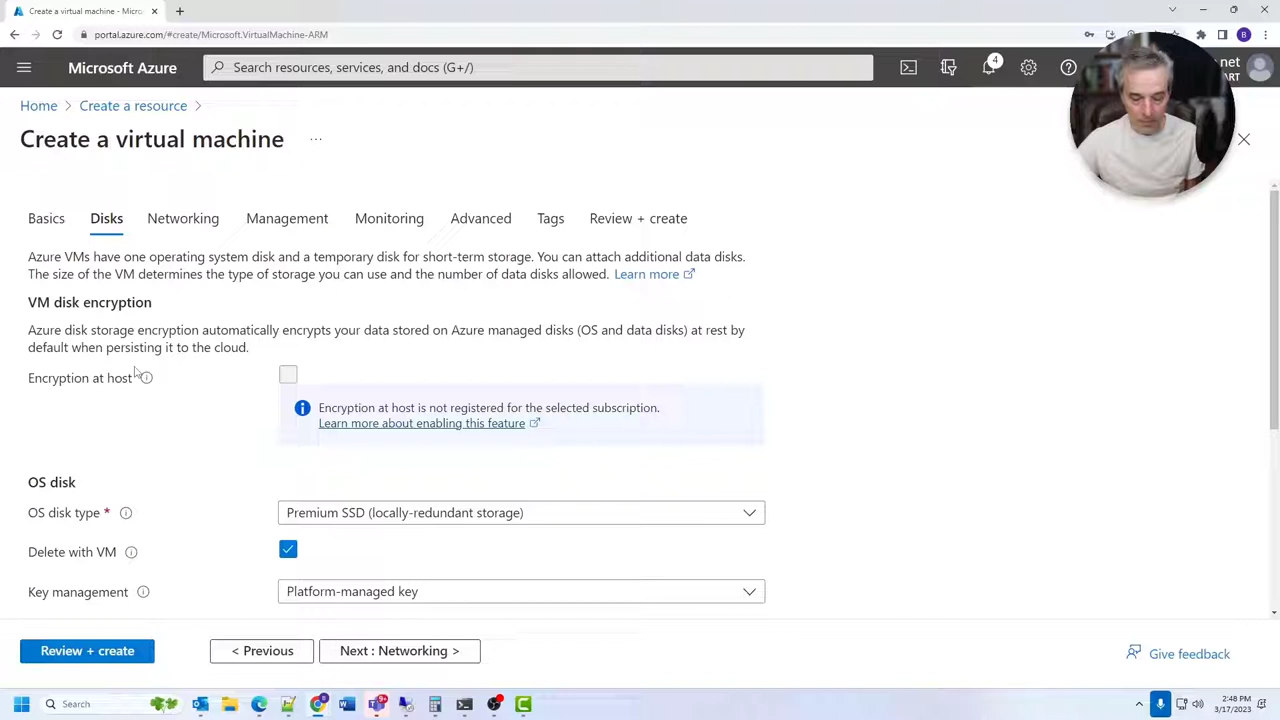 Create a virtual machine - Micros
portal.azure.com/#create/Microsoft.VirtualMachine-ARM
B
Microsoft Azure
Search resources, services, and docs (G+/)
4
Home > Create a resource >
Create a virtual machine ...
Basics Disks Networking Management Monitoring Advanced Tags Review + create
Azure VMs have one operating system disk and a temporary disk for short-term storage. You can attach additional data disks.
The size of the VM determines the type of storage you can use and the number of data disks allowed. Learn more
VM disk encryption
Azure disk storage encryption automatically encrypts your data stored on Azure managed disks (OS and data disks) at rest by
default when persisting it to the cloud.
Encryption at host
Encryption at host is not registered for the selected subscription.
Learn more about enabling this feature
OS disk
OS disk type * Premium SSD (locally-redundant storage)
Delete with VM
Key management Platform-managed key
Review + create < Previous Next : Networking > Give feedback
Search
2:48 PM
3/17/2023